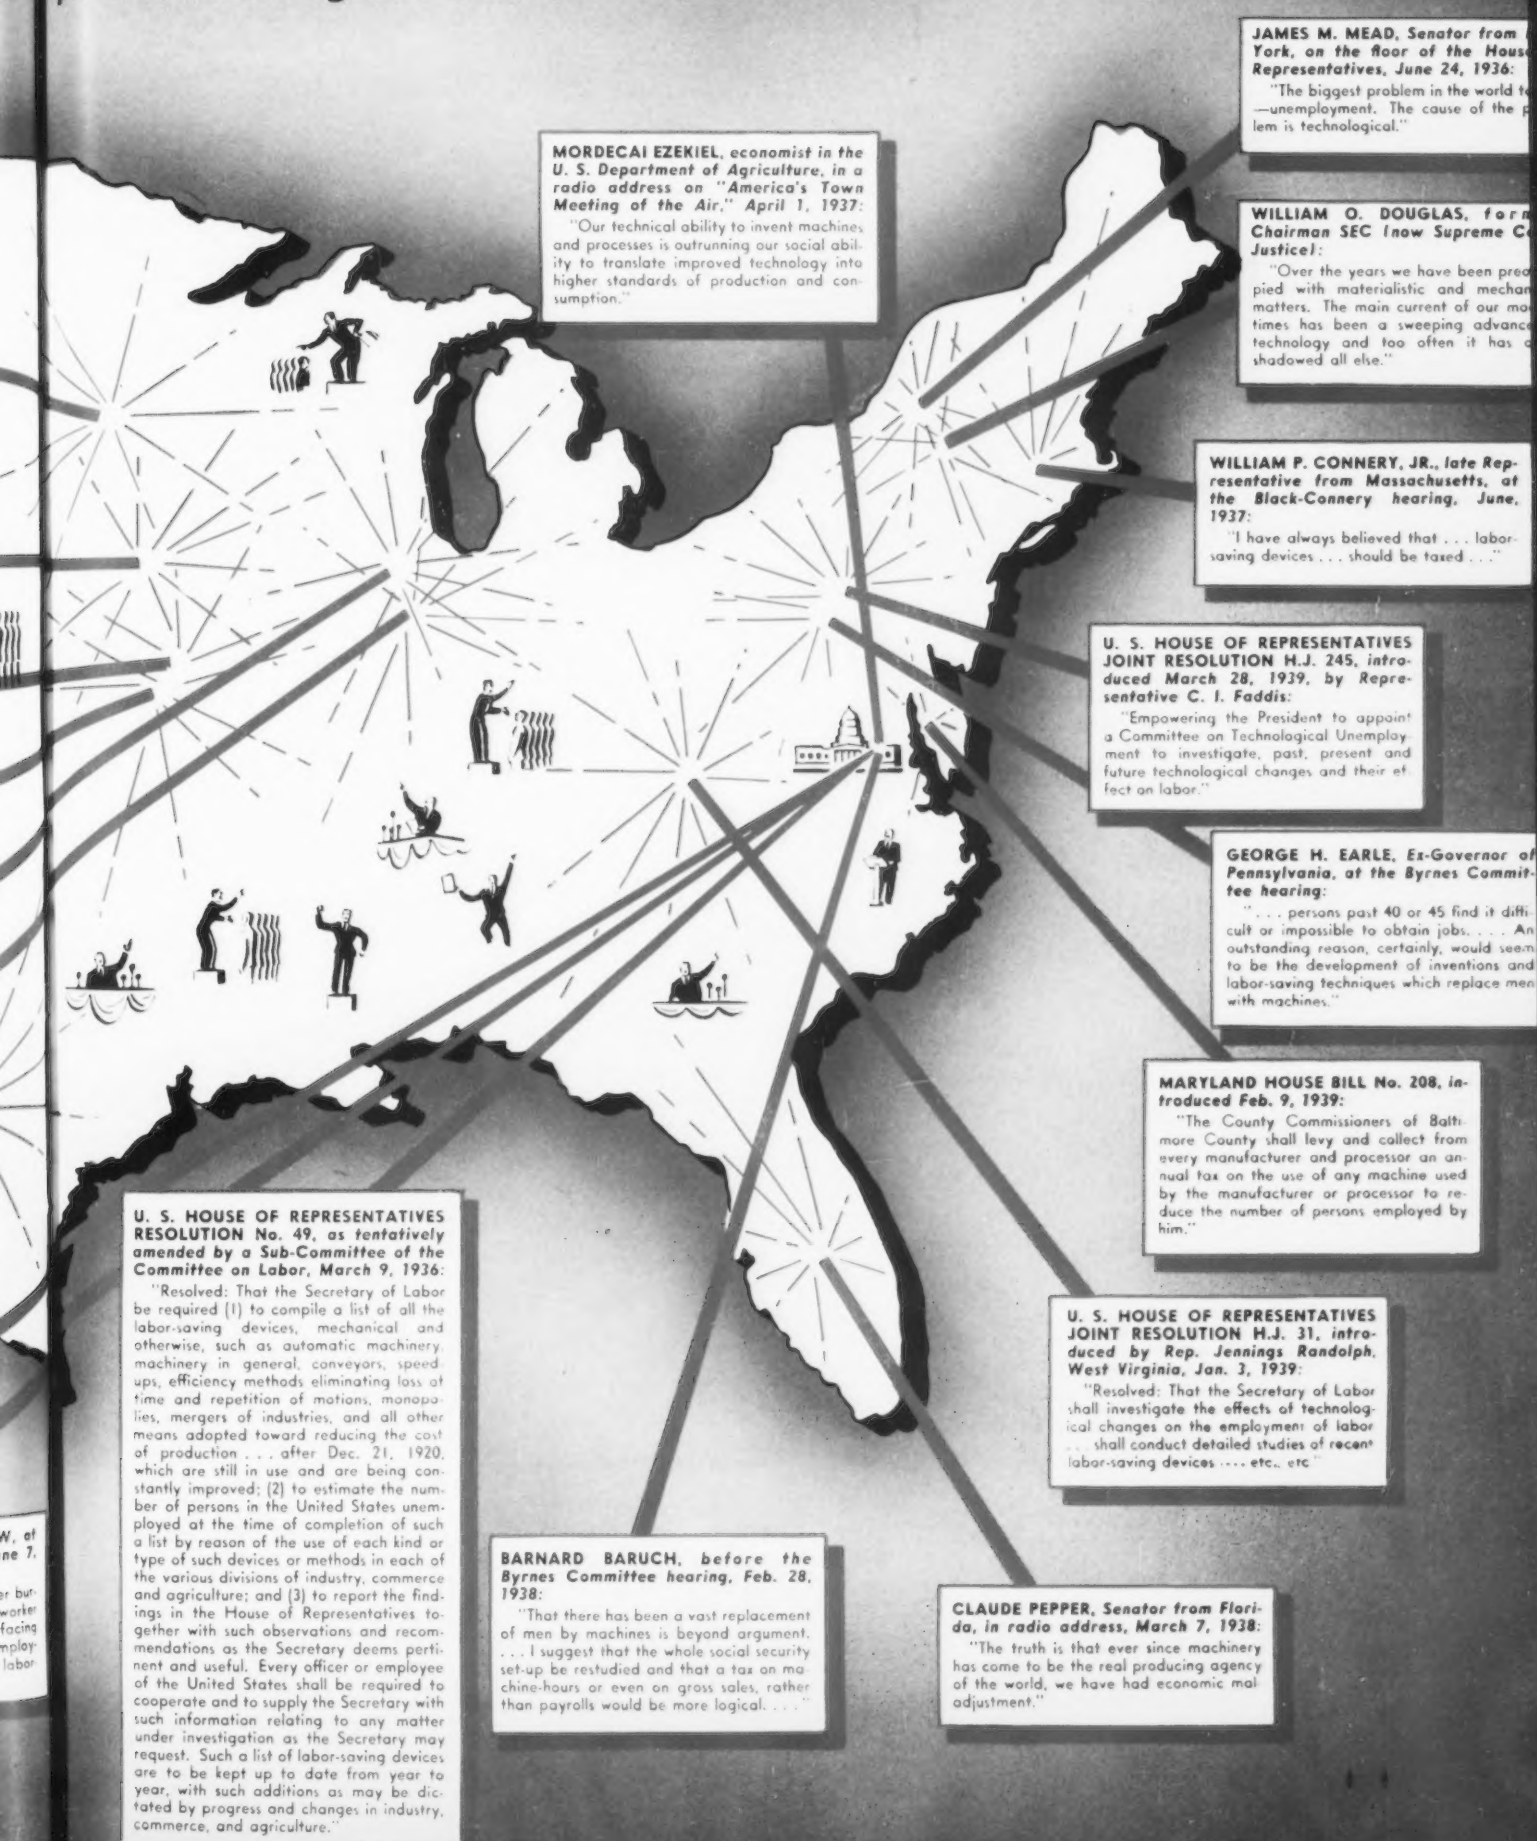 JAMES M. MEAD, Senator from
York, on the floor of the House
Representatives, June 24, 1936:
"The biggest problem in the world
—unemployment. The cause of the
lem is technological."
MORDECAI EZEKIEL, economist in the
U. S. Department of Agriculture, in a
radio address on "America's Town
Meeting of the Air," April 1, 1937:
"Our technical ability to invent machines
and processes is outrunning our social abil-
ity to translate improved technology into
higher standards of production and con-
sumption."
WILLIAM O. DOUGLAS, form
Chairman SEC (now Supreme
Justice):
"Over the years we have been
pied with materialistic and mechan
matters. The main current of our
times has been a sweeping advance
technology and too often it has
shadowed all else."
WILLIAM P. CONNERY, JR., late Rep-
resentative from Massachusetts, at
the Black-Connery hearing, June,
1937:
"I have always believed that . . . labor-
saving devices . . . should be taxed . . ."
U. S. HOUSE OF REPRESENTATIVES
JOINT RESOLUTION H.J. 245, intro-
duced March 28, 1939, by Repre-
sentative C. I. Faddis:
"Empowering the President to appoint
a Committee on Technological Unemploy-
ment to investigate, past, present and
future technological changes and their ef-
fect on labor."
GEORGE H. EARLE, Ex-Governor of
Pennsylvania, at the Byrnes Commit-
tee hearing:
" . . . persons past 40 or 45 find it diffi-
cult or impossible to obtain jobs. . . . An
outstanding reason, certainly, would seem
to be the development of inventions and
labor-saving techniques which replace men
with machines."
MARYLAND HOUSE BILL No. 208, in-
troduced Feb. 9, 1939:
"The County Commissioners of Balti-
more County shall levy and collect from
every manufacturer and processor an an-
nual tax on the use of any machine used
by the manufacturer or processor to re-
duce the number of persons employed by
him."
U. S. HOUSE OF REPRESENTATIVES
JOINT RESOLUTION H.J. 31, intro-
duced by Rep. Jennings Randolph,
West Virginia, Jan. 3, 1939:
"Resolved: That the Secretary of Labor
shall investigate the effects of technolog-
ical changes on the employment of labor
. . . shall conduct detailed studies of recent
labor-saving devices .... etc., etc"
U. S. HOUSE OF REPRESENTATIVES
RESOLUTION No. 49, as tentatively
amended by a Sub-Committee of the
Committee on Labor, March 9, 1936:
"Resolved: That the Secretary of Labor
be required (1) to compile a list of all the
labor-saving devices, mechanical and
otherwise, such as automatic machinery,
machinery in general, conveyors, speed-
ups, efficiency methods eliminating loss of
time and repetition of motions, monopo-
lies, mergers of industries, and all other
means adopted toward reducing the cost
of production . . . after Dec. 21, 1920,
which are still in use and are being con-
stantly improved; (2) to estimate the num-
ber of persons in the United States unem-
ployed at the time of completion of such
a list by reason of the use of each kind or
type of such devices or methods in each of
the various divisions of industry, commerce
and agriculture; and (3) to report the find-
ings in the House of Representatives to-
gether with such observations and recom-
mendations as the Secretary deems perti-
nent and useful. Every officer or employee
of the United States shall be required to
cooperate and to supply the Secretary with
such information relating to any matter
under investigation as the Secretary may
request. Such a list of labor-saving devices
are to be kept up to date from year to
year, with such additions as may be dic-
tated by progress and changes in industry,
commerce, and agriculture."
BARNARD BARUCH, before the
Byrnes Committee hearing, Feb. 28,
1938:
"That there has been a vast replacement
of men by machines is beyond argument.
. . . I suggest that the whole social security
set-up be restudied and that a tax on ma-
chine-hours or even on gross sales, rather
than payrolls would be more logical. . . ."
CLAUDE PEPPER, Senator from Flori-
da, in radio address, March 7, 1938:
"The truth is that ever since machinery
has come to be the real producing agency
of the world, we have had economic mal-
adjustment."
W, at
ne 7,
er bur-
worker
facing
mploy-
labor-